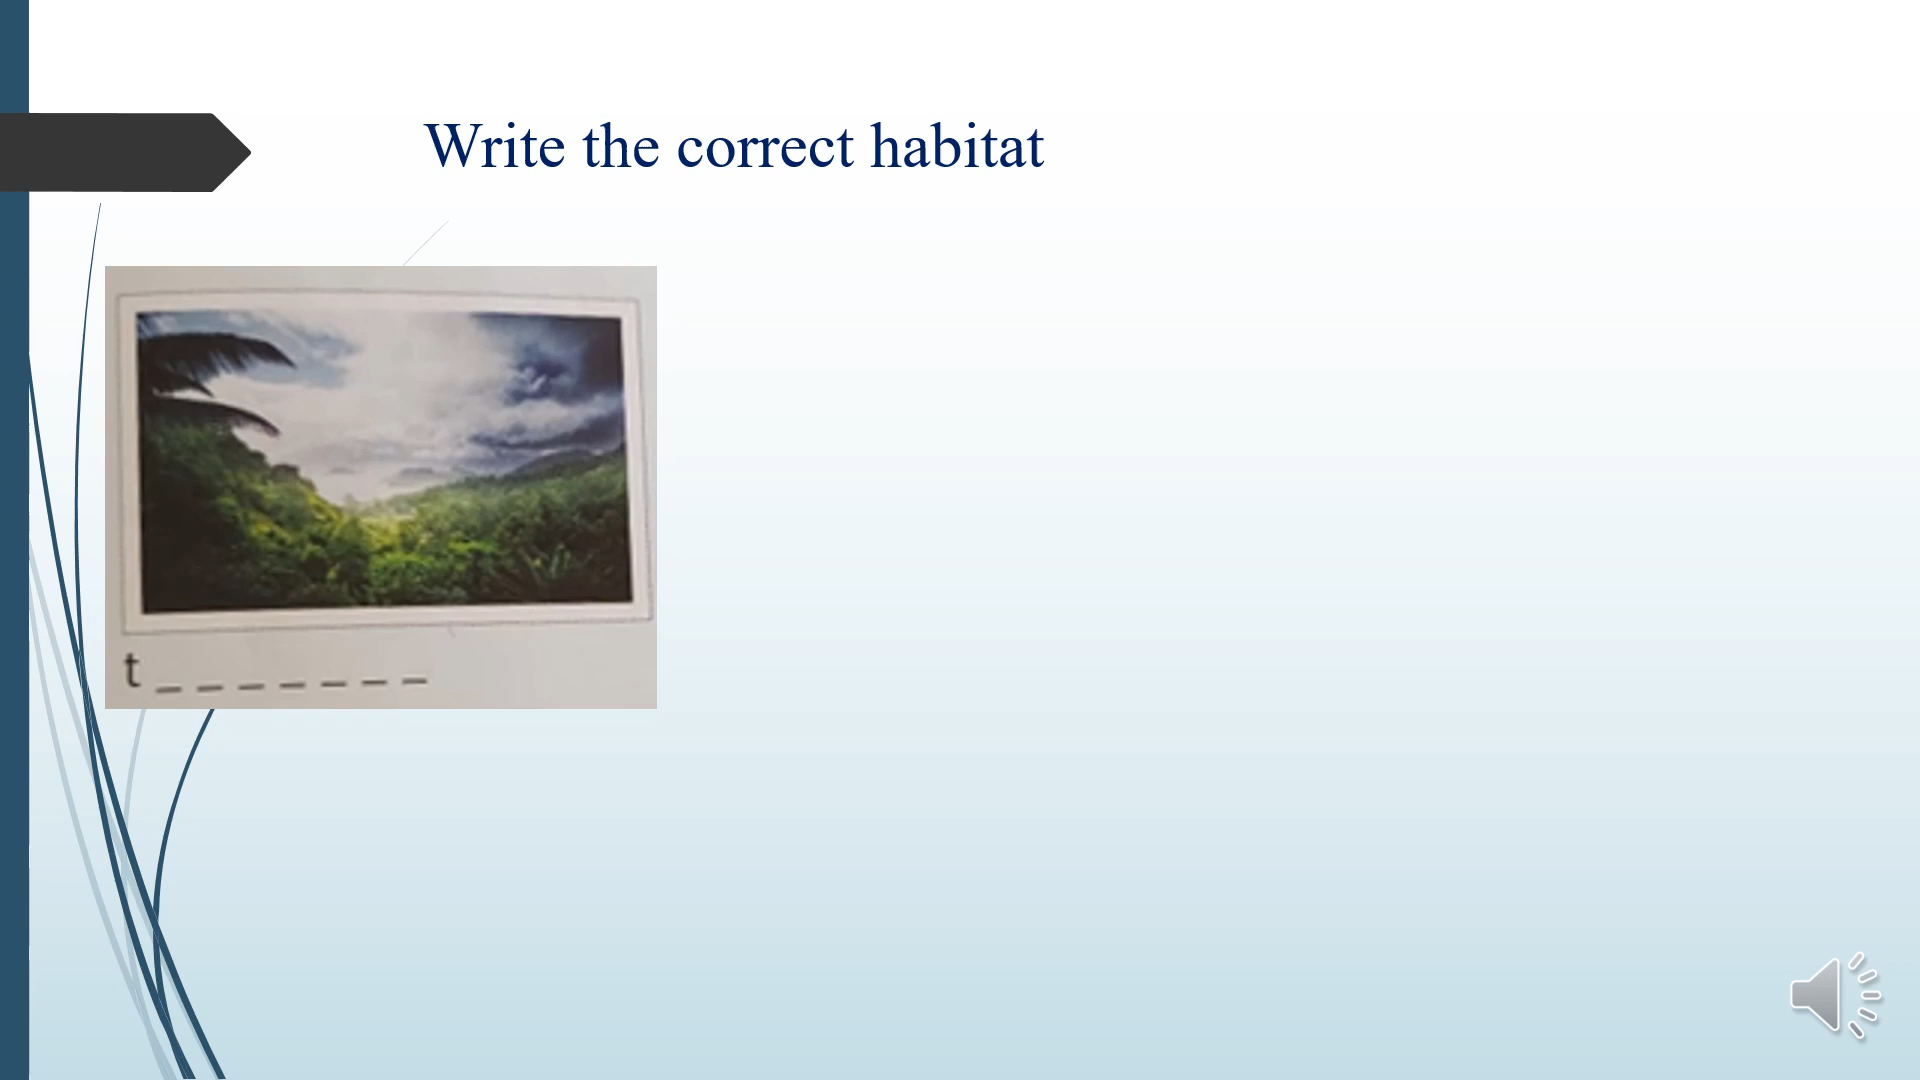 Write the correct habitat
t _ _ _ _ _ _ _